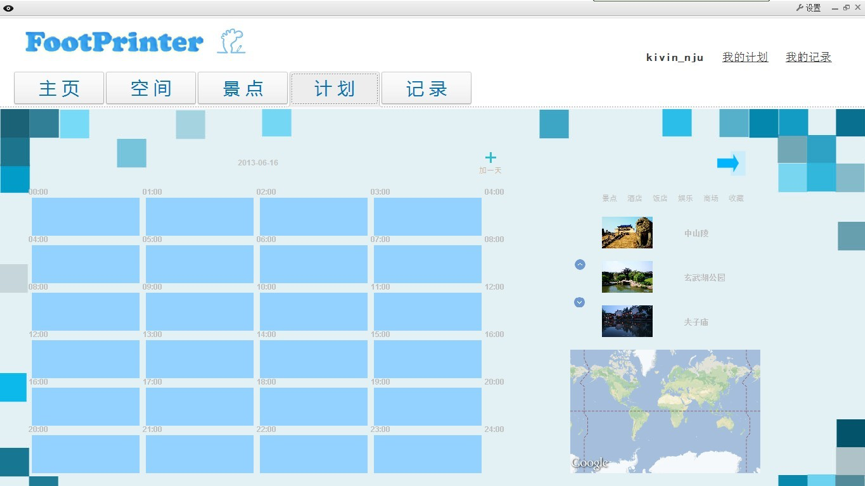 设置
FootPrinter
kivin_nju 我的计划 我的记录
主页 空间 景点 计划 记录
2013-06-16
加一天
00:00 01:00 02:00 03:00 04:00
04:00 05:00 06:00 07:00 08:00
08:00 09:00 10:00 11:00 12:00
12:00 13:00 14:00 15:00 16:00
16:00 17:00 18:00 19:00 20:00
20:00 21:00 22:00 23:00 24:00
景点 酒店 饭店 娱乐 商场 收藏
中山陵
玄武湖公园
夫子庙
Google